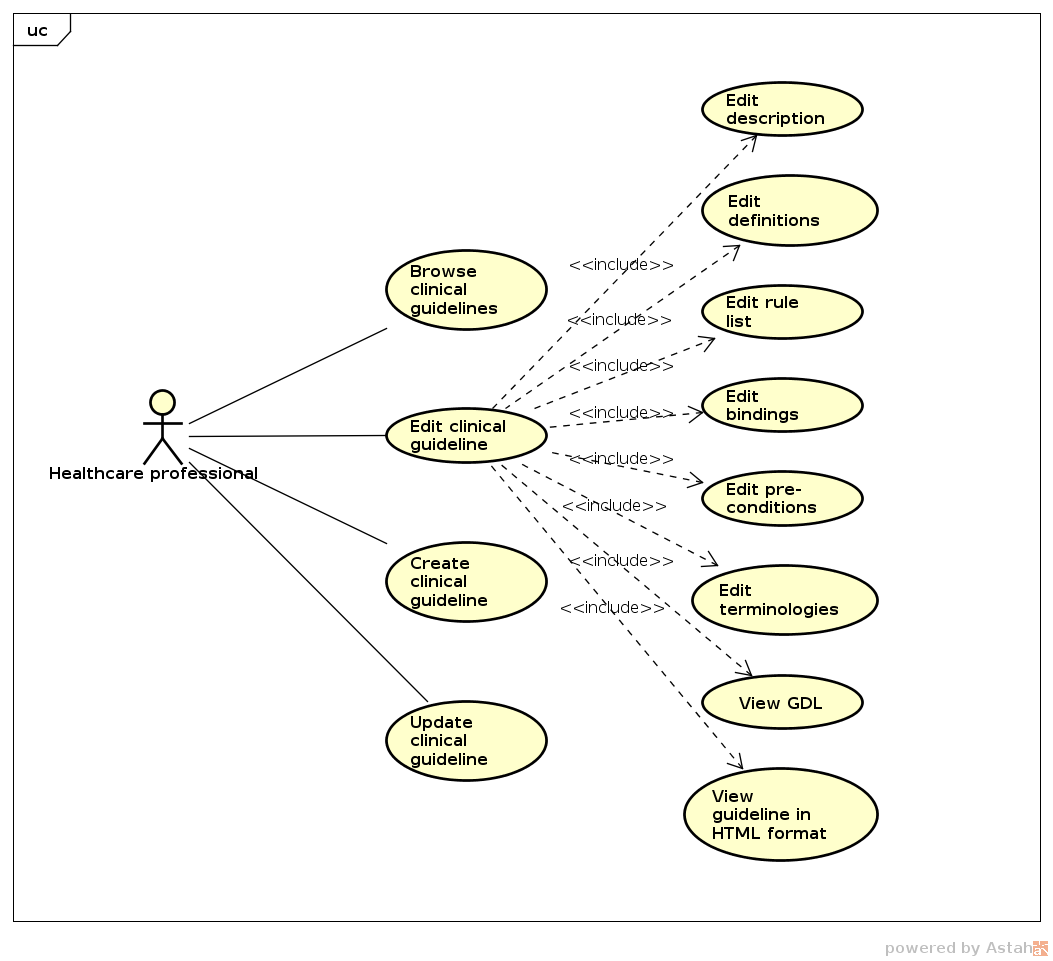 uc
Edit
description
Edit
definitions
<<include>>
Browse
clinical
guidelines
Edit rule
list
<<include>>
<<include>>
Edit
bindings
<<include>>
Edit clinical
guideline
<<include>>
Healthcare professional
Edit pre-
conditions
<<include>>
<<include>>
Create
clinical
guideline
Edit
terminologies
<<include>>
View GDL
Update
clinical
guideline
View
guideline in
HTML format
powered by Astah